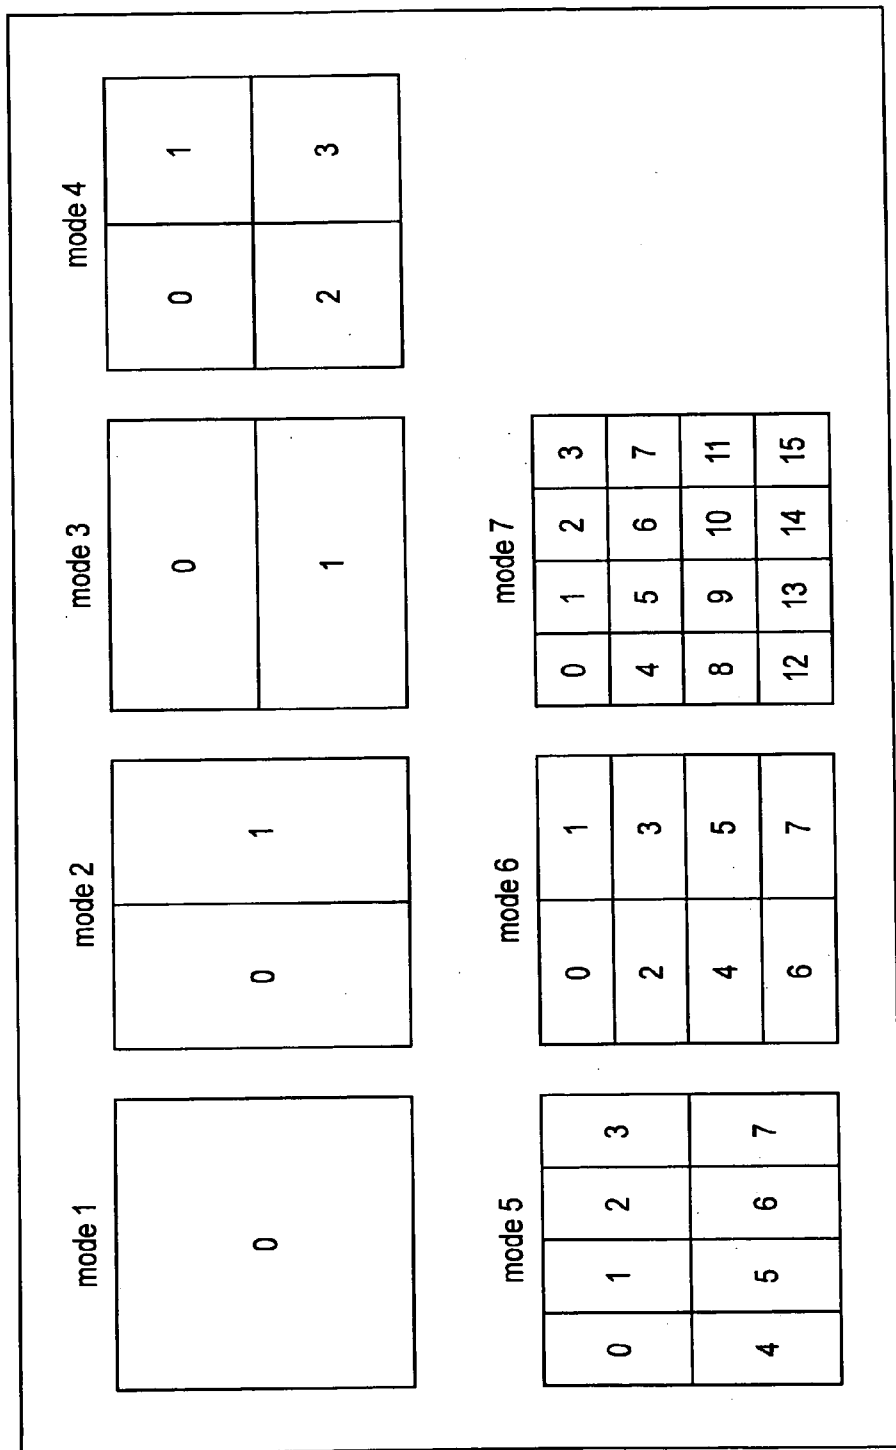 mode 1
0
mode 2
0 1
mode 3
0
1
mode 4
0 1
2 3
mode 5
0 1 2 3
4 5 6 7
mode 6
0 1
2 3
4 5
6 7
mode 7
0 1 2 3
4 5 6 7
8 9 10 11
12 13 14 15